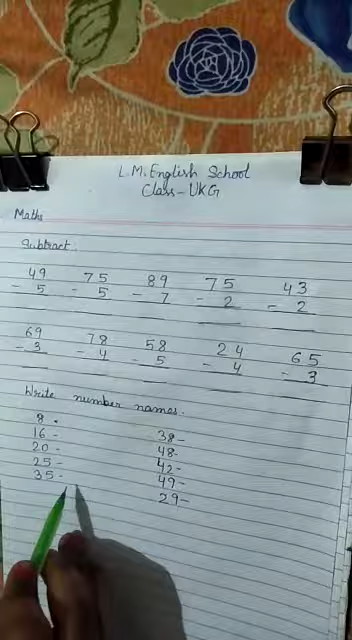 L.M. English School
Class - UKG
Maths
Subtract:
49 75 89 75 43
- 5 - 5 - 7 - 2 - 2
69 78 58 24 65
- 3 - 4 - 5 - 4 - 3
Write number names.
8 -
16 - 38 -
20 - 48 -
25 - 42 -
35 - 49 -
29 -